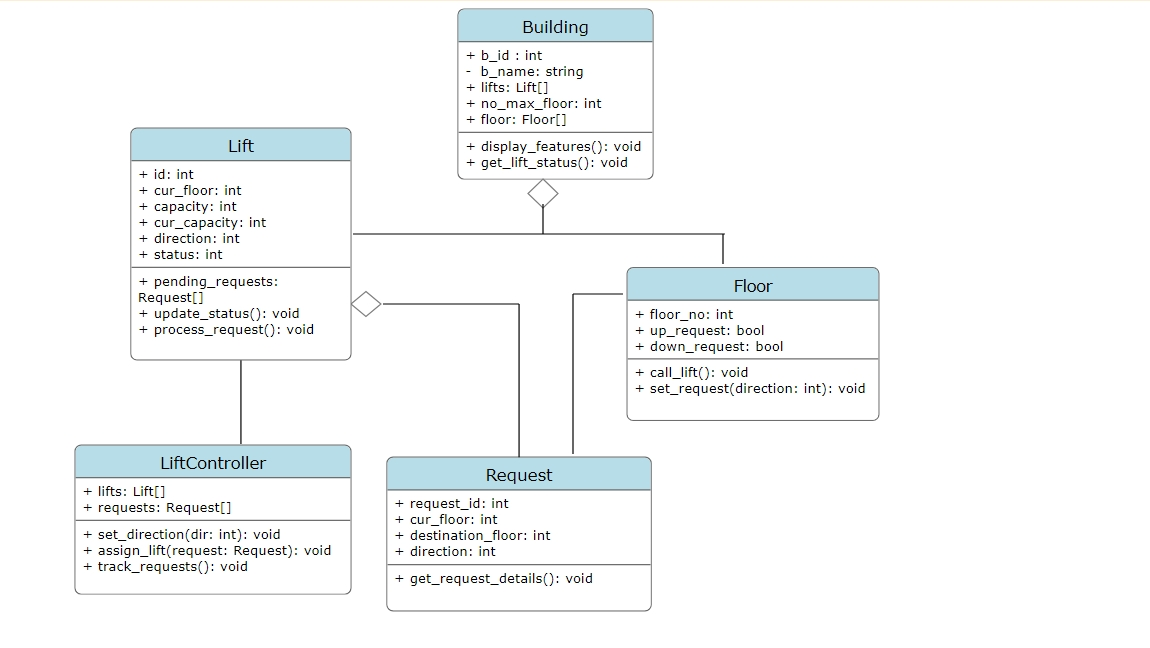 Building
+ b_id : int
- b_name: string
+ lifts: Lift[]
+ no_max_floor: int
+ floor: Floor[]
+ display_features(): void
+ get_lift_status(): void
Lift
+ id: int
+ cur_floor: int
+ capacity: int
+ cur_capacity: int
+ direction: int
+ status: int
+ pending_requests:
Request[]
+ update_status(): void
+ process_request(): void
Floor
+ floor_no: int
+ up_request: bool
+ down_request: bool
+ call_lift(): void
+ set_request(direction: int): void
LiftController
+ lifts: Lift[]
+ requests: Request[]
+ set_direction(dir: int): void
+ assign_lift(request: Request): void
+ track_requests(): void
Request
+ request_id: int
+ cur_floor: int
+ destination_floor: int
+ direction: int
+ get_request_details(): void